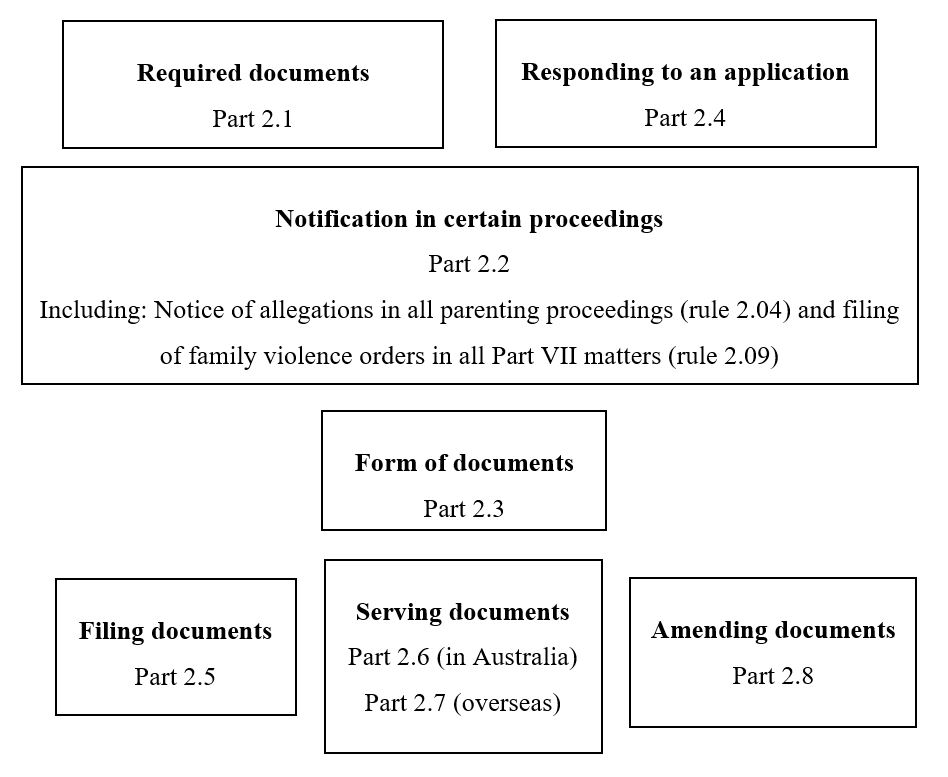 Required documents
Part 2.1
Responding to an application
Part 2.4
Notification in certain proceedings
Part 2.2
Including: Notice of allegations in all parenting proceedings (rule 2.04) and filing
of family violence orders in all Part VII matters (rule 2.09)
Form of documents
Part 2.3
Filing documents
Part 2.5
Serving documents
Part 2.6 (in Australia)
Part 2.7 (overseas)
Amending documents
Part 2.8